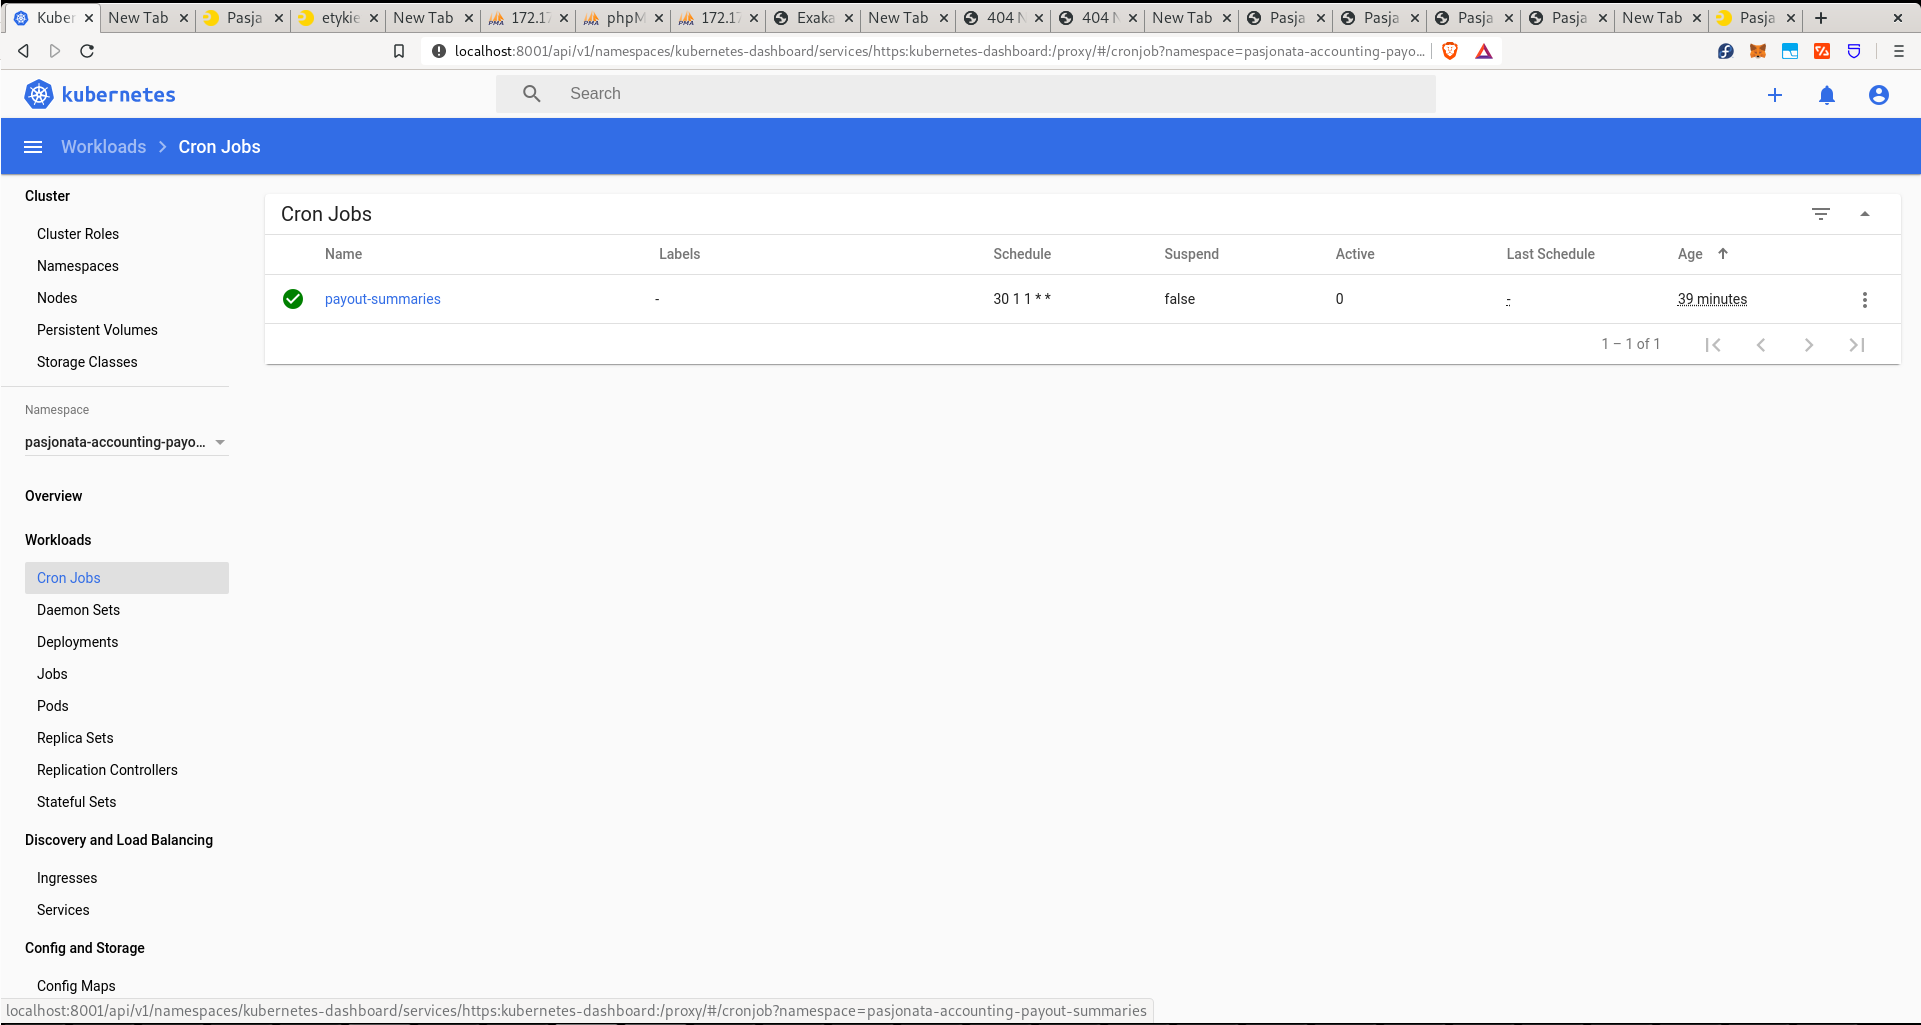 Kuber New Tab Pasja etykie New Tab 172.17 phpM 172.17 Exaka New Tab 404 N 404 N New Tab Pasja Pasja Pasja Pasja New Tab Pasja
localhost:8001/api/v1/namespaces/kubernetes-dashboard/services/https:kubernetes-dashboard:/proxy/#/cronjob?namespace=pasjonata-accounting-payo...
kubernetes
Search
Workloads Cron Jobs
Cluster
Cluster Roles
Namespaces
Nodes
Persistent Volumes
Storage Classes
Namespace
pasjonata-accounting-payo...
Overview
Workloads
Cron Jobs
Daemon Sets
Deployments
Jobs
Pods
Replica Sets
Replication Controllers
Stateful Sets
Discovery and Load Balancing
Ingresses
Services
Config and Storage
Config Maps
Cron Jobs
Name Labels Schedule Suspend Active Last Schedule Age
payout-summaries - 30 1 1 * * false 0 - 39 minutes
1 – 1 of 1
localhost:8001/api/v1/namespaces/kubernetes-dashboard/services/https:kubernetes-dashboard:/proxy/#/cronjob?namespace=pasjonata-accounting-payout-summaries